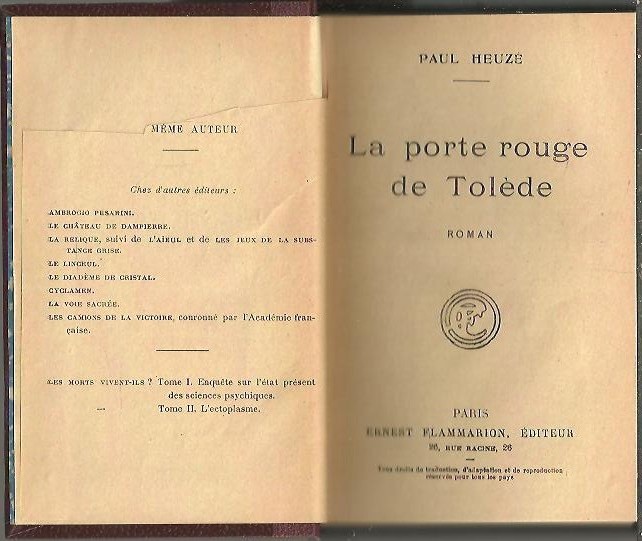 MÊME AUTEUR
Chez d'autres éditeurs :
AMBROGIO PESARINI.
LE CHÂTEAU DE DAMPIERRE.
LA RELIQUE, suivi de L'AÏEUL et de LES JEUX DE LA SUBS-
TANCE GRISE.
LE LINCEUL.
LE DIADÈME DE CRISTAL.
CYCLAMEN.
LA VOIE SACRÉE.
LES CAMIONS DE LA VICTOIRE, couronné par l'Académie fran-
çaise.
LES MORTS VIVENT-ILS ? Tome I. Enquête sur l'état présent
des sciences psychiques.
— Tome II. L'ectoplasme.
PAUL HEUZÉ
La porte rouge
de Tolède
ROMAN
PARIS
ERNEST FLAMMARION, ÉDITEUR
26, RUE RACINE, 26
Tous droits de traduction, d'adaptation et de reproduction
réservés pour tous les pays